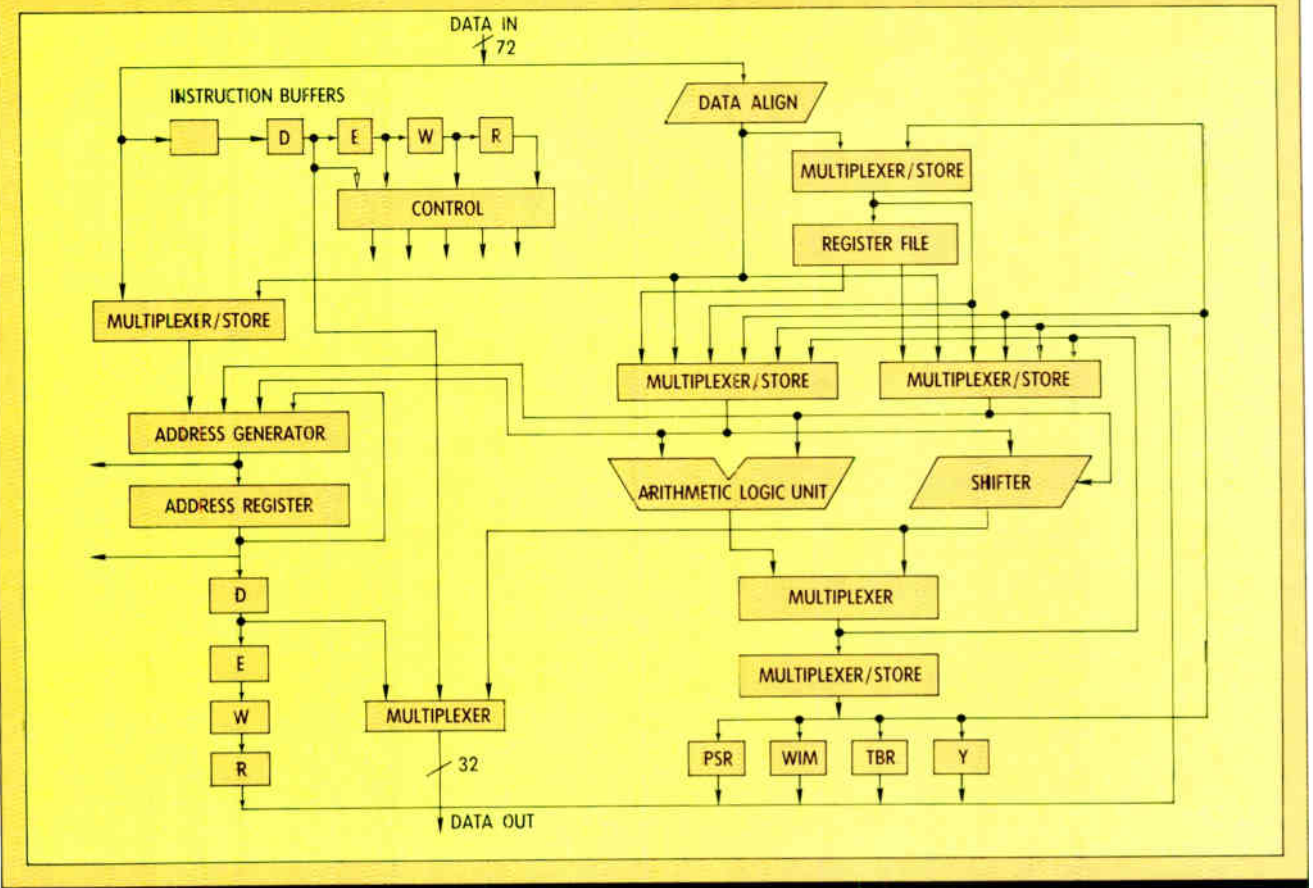 DATA IN
72
INSTRUCTION BUFFERS
DATA ALIGN
D
E
W
R
MULTIPLEXER/STORE
CONTROL
REGISTER FILE
MULTIPLEXER/STORE
MULTIPLEXER/STORE
MULTIPLEXER/STORE
ADDRESS GENERATOR
ARITHMETIC LOGIC UNIT
SHIFTER
ADDRESS REGISTER
D
MULTIPLEXER
E
MULTIPLEXER/STORE
W
MULTIPLEXER
R
32
PSR
WIM
TBR
Y
DATA OUT